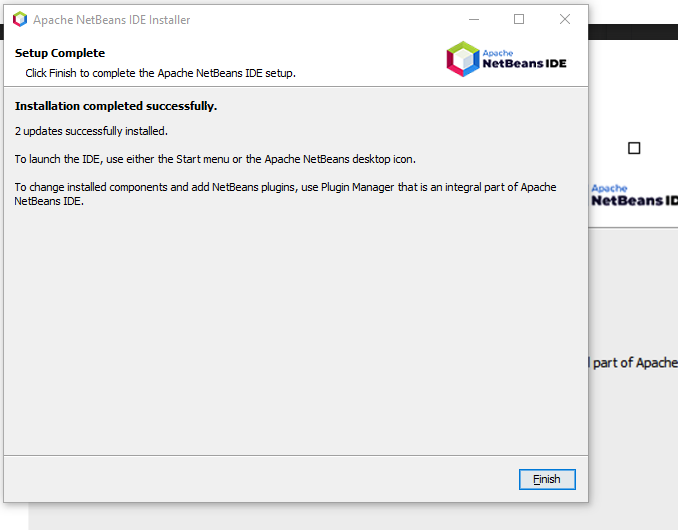 Apache NetBeans IDE Installer
Setup Complete
Click Finish to complete the Apache NetBeans IDE setup.
Apache
NetBeans IDE
Installation completed successfully.
2 updates successfully installed.
To launch the IDE, use either the Start menu or the Apache NetBeans desktop icon.
To change installed components and add NetBeans plugins, use Plugin Manager that is an integral part of Apache
NetBeans IDE.
Finish
Apache
NetBeans ID
part of Apache